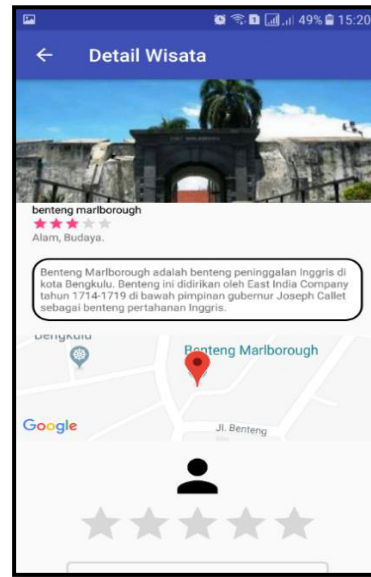 49% 15:20
Detail Wisata
benteng marlborough
Alam, Budaya.
Benteng Marlborough adalah benteng peninggalan Inggris di
kota Bengkulu. Benteng ini didirikan oleh East India Company
tahun 1714-1719 di bawah pimpinan gubernur Joseph Callet
sebagai benteng pertahanan Inggris.
Bengkulu
Benteng Marlborough
Google
Jl. Benteng